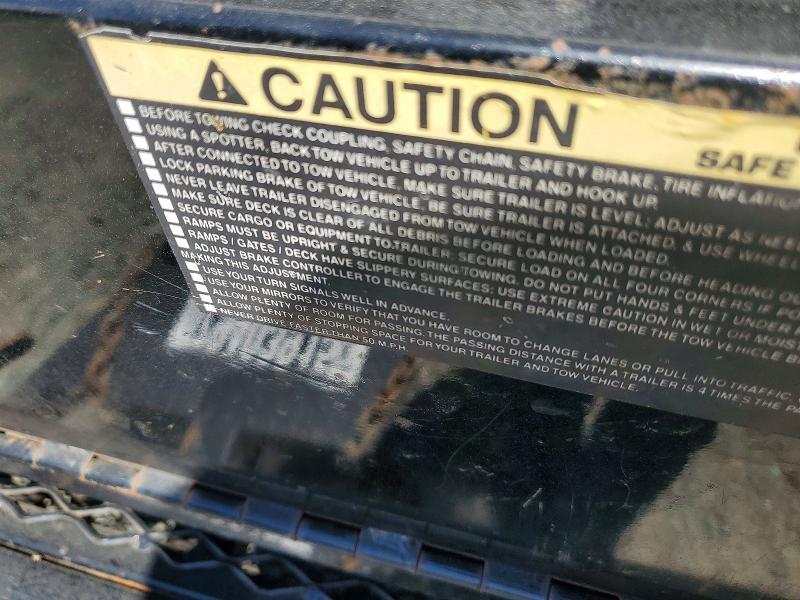 CAUTION
SAFE
BEFORE TOWING CHECK COUPLING, SAFETY CHAIN, SAFETY BRAKE, TIRE INFLATION
USING A SPOTTER, BACK TOW VEHICLE UP TO TRAILER AND HOOK UP.
AFTER CONNECTED TO TOW VEHICLE, MAKE SURE TRAILER IS LEVEL; ADJUST AS
LOCK PARKING BRAKE OF TOW VEHICLE, BE SURE TRAILER IS ATTACHED, & USE WHEEL
NEVER LEAVE TRAILER DISENGAGED FROM TOW VEHICLE WHEN LOADED.
MAKE SURE DECK IS CLEAR OF ALL DEBRIS BEFORE LOADING AND BEFORE HEADING
SECURE CARGO OR EQUIPMENT TO TRAILER. SECURE LOAD ON ALL FOUR CORNERS IF
RAMPS MUST BE UPRIGHT & SECURE DURING TOWING. DO NOT PUT HANDS & FEET UNDER
RAMPS / GATES / DECK HAVE SLIPPERY SURFACES: USE EXTREME CAUTION IN WET OR
ADJUST BRAKE CONTROLLER TO ENGAGE THE TRAILER BRAKES BEFORE THE TOW VEHICLE
MAKING THIS ADJUSTMENT.
USE YOUR TURN SIGNALS WELL IN ADVANCE.
USE YOUR MIRRORS TO VERIFY THAT YOU HAVE ROOM TO CHANGE LANES OR PULL INTO TRAFFIC.
ALLOW PLENTY OF ROOM FOR PASSING. THE PASSING DISTANCE WITH A TRAILER IS 4 TIMES THE
ALLOW PLENTY OF STOPPING SPACE FOR YOUR TRAILER AND TOW VEHICLE.
NEVER DRIVE FASTER THAN 50 M.P.H.